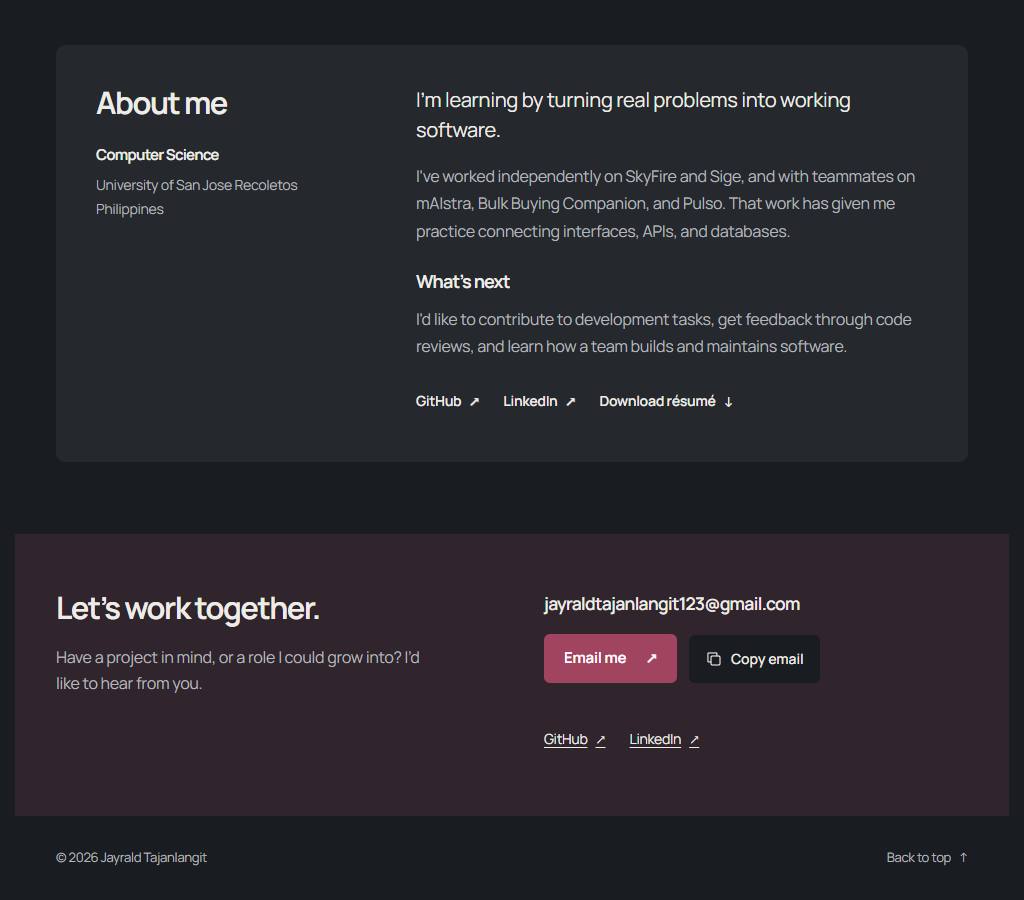 About me
Computer Science
University of San Jose Recoletos
Philippines
I'm learning by turning real problems into working
software.
I've worked independently on SkyFire and Sige, and with teammates on
mAIstra, Bulk Buying Companion, and Pulso. That work has given me
practice connecting interfaces, APIs, and databases.
What's next
I'd like to contribute to development tasks, get feedback through code
reviews, and learn how a team builds and maintains software.
GitHub ↗ LinkedIn ↗ Download résumé ↓
Let's work together.
Have a project in mind, or a role I could grow into? I'd
like to hear from you.
jayraldtajanlangit123@gmail.com
Email me ↗ Copy email
GitHub ↗ LinkedIn ↗
© 2026 Jayrald Tajanlangit
Back to top ↑